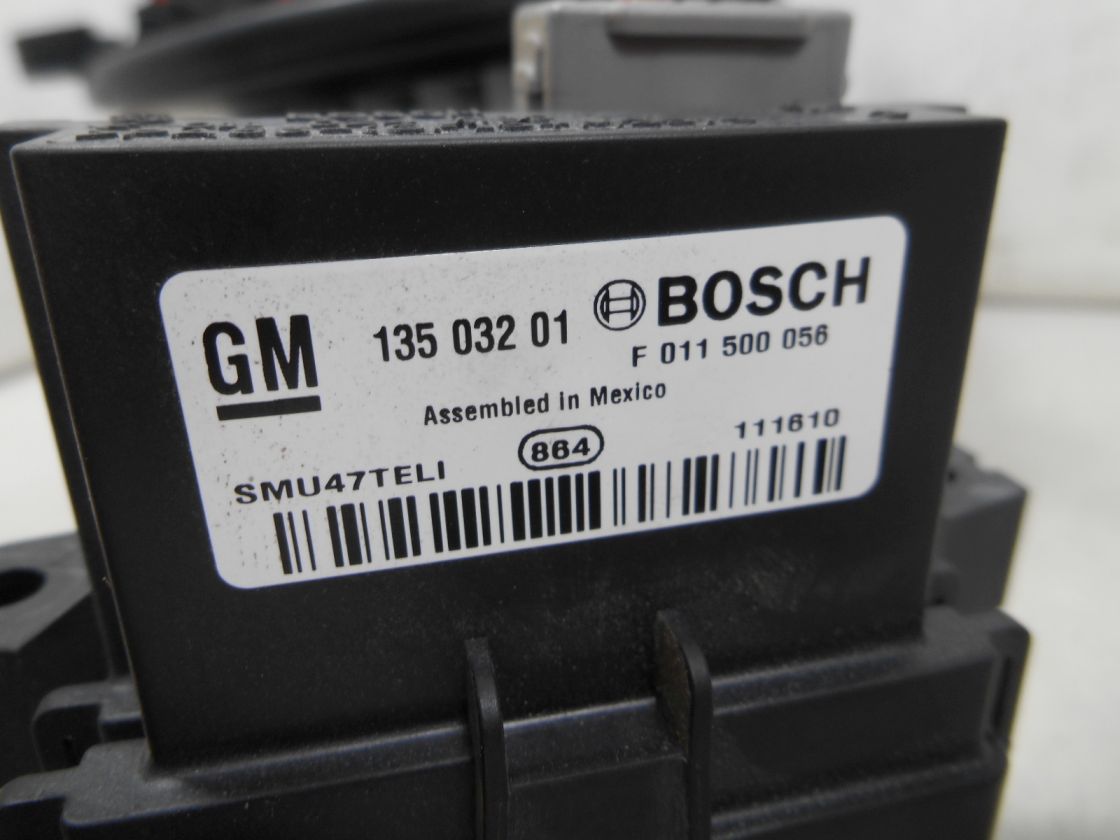 GM 135 032 01 BOSCH
F 011 500 056
Assembled in Mexico
864 111610
SMU47TELI